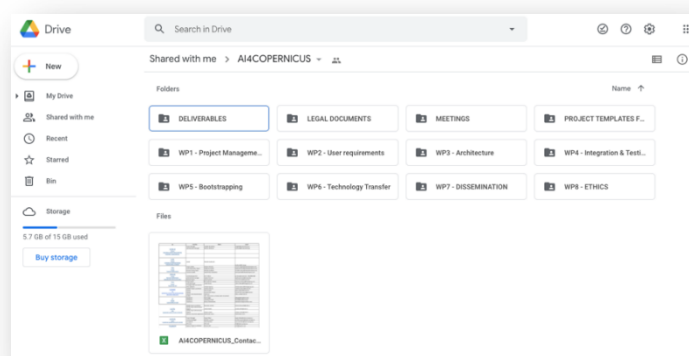 Drive
Search in Drive
New
Shared with me > AI4COPERNICUS
Folders
Name
My Drive
Shared with me
Recent
Starred
Bin
Storage
5.7 GB of 15 GB used
Buy storage
DELIVERABLES
LEGAL DOCUMENTS
MEETINGS
PROJECT TEMPLATES F...
WP1 - Project Manageme...
WP2 - User requirements
WP3 - Architecture
WP4 - Integration & Testi...
WP5 - Bootstrapping
WP6 - Technology Transfer
WP7 - DISSEMINATION
WP8 - ETHICS
Files
AI4COPERNICUS_Contac...